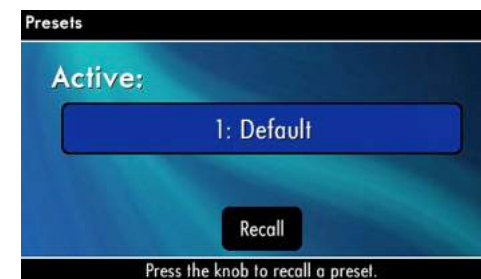 Presets
Active:
1: Default
Recall
Press the knob to recall a preset.